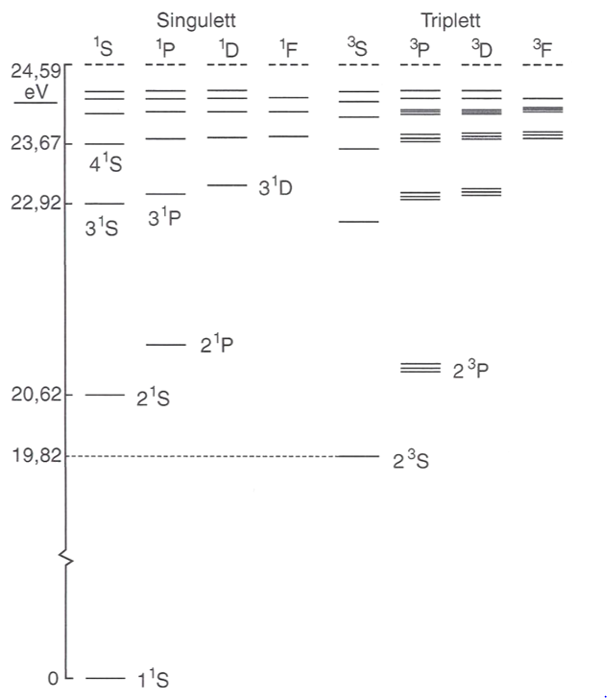 Singulett Triplett
¹S ¹P ¹D ¹F ³S ³P ³D ³F
24,59
eV
23,67
4¹S
3¹D
22,92
3¹S 3¹P
2¹P
2³P
20,62 2¹S
19,82 2³S
0 1¹S